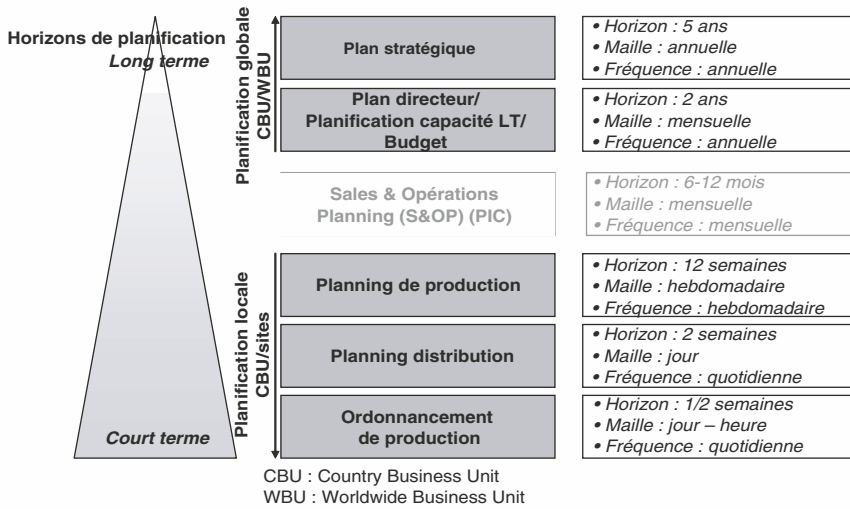 Horizons de planification
Long terme
Court terme
Planification globale
CBU/WBU
Planification locale
CBU/sites
Plan stratégique
• Horizon : 5 ans
• Maille : annuelle
• Fréquence : annuelle
Plan directeur/
Planification capacité LT/
Budget
• Horizon : 2 ans
• Maille : mensuelle
• Fréquence : annuelle
Sales & Opérations
Planning (S&OP) (PIC)
• Horizon : 6-12 mois
• Maille : mensuelle
• Fréquence : mensuelle
Planning de production
• Horizon : 12 semaines
• Maille : hebdomadaire
• Fréquence : hebdomadaire
Planning distribution
• Horizon : 2 semaines
• Maille : jour
• Fréquence : quotidienne
Ordonnancement
de production
• Horizon : 1/2 semaines
• Maille : jour – heure
• Fréquence : quotidienne
CBU : Country Business Unit
WBU : Worldwide Business Unit